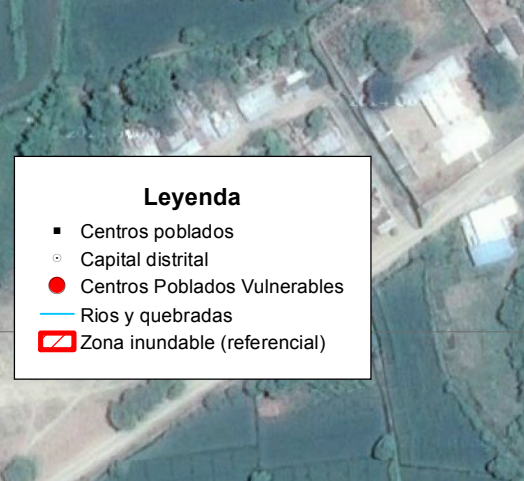 Leyenda
Centros poblados
Capital distrital
Centros Poblados Vulnerables
Rios y quebradas
Zona inundable (referencial)